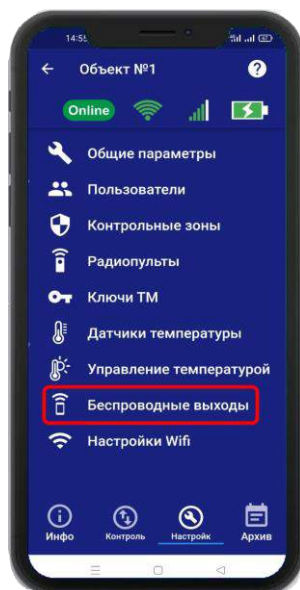 14:55
Объект №1
Online
Общие параметры
Пользователи
Контрольные зоны
Радиопульты
Ключи ТМ
Датчики температуры
Управление температурой
Беспроводные выходы
Настройки Wifi
Инфо Контроль Настройк Архив